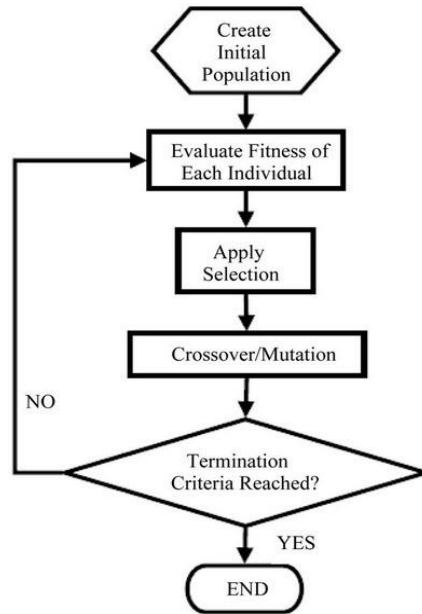 Create
Initial
Population
Evaluate Fitness of
Each Individual
Apply
Selection
Crossover/Mutation
NO
Termination
Criteria Reached?
YES
END